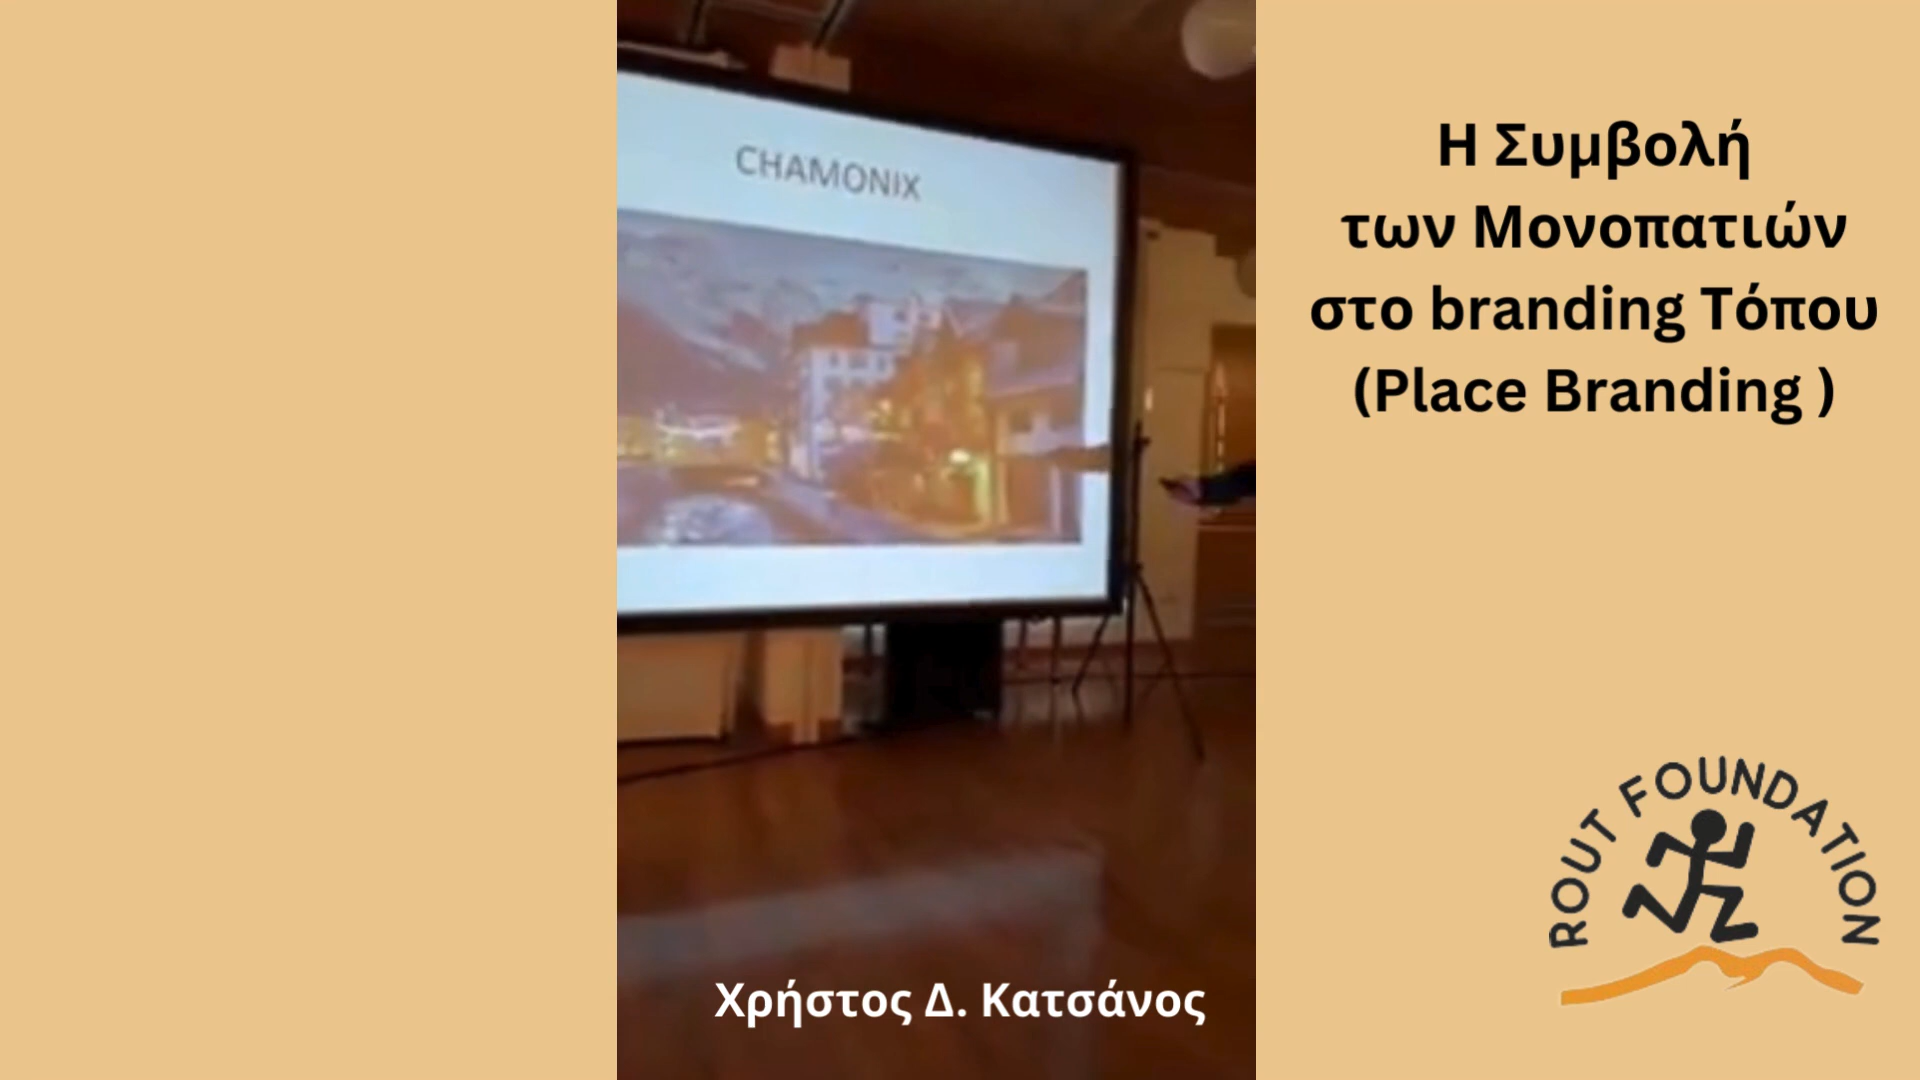 CHAMONIX
Η Συμβολή
των Μονοπατιών
στο branding Τόπου
(Place Branding )
ROUT FOUNDATION
Χρήστος Δ. Κατσάνος